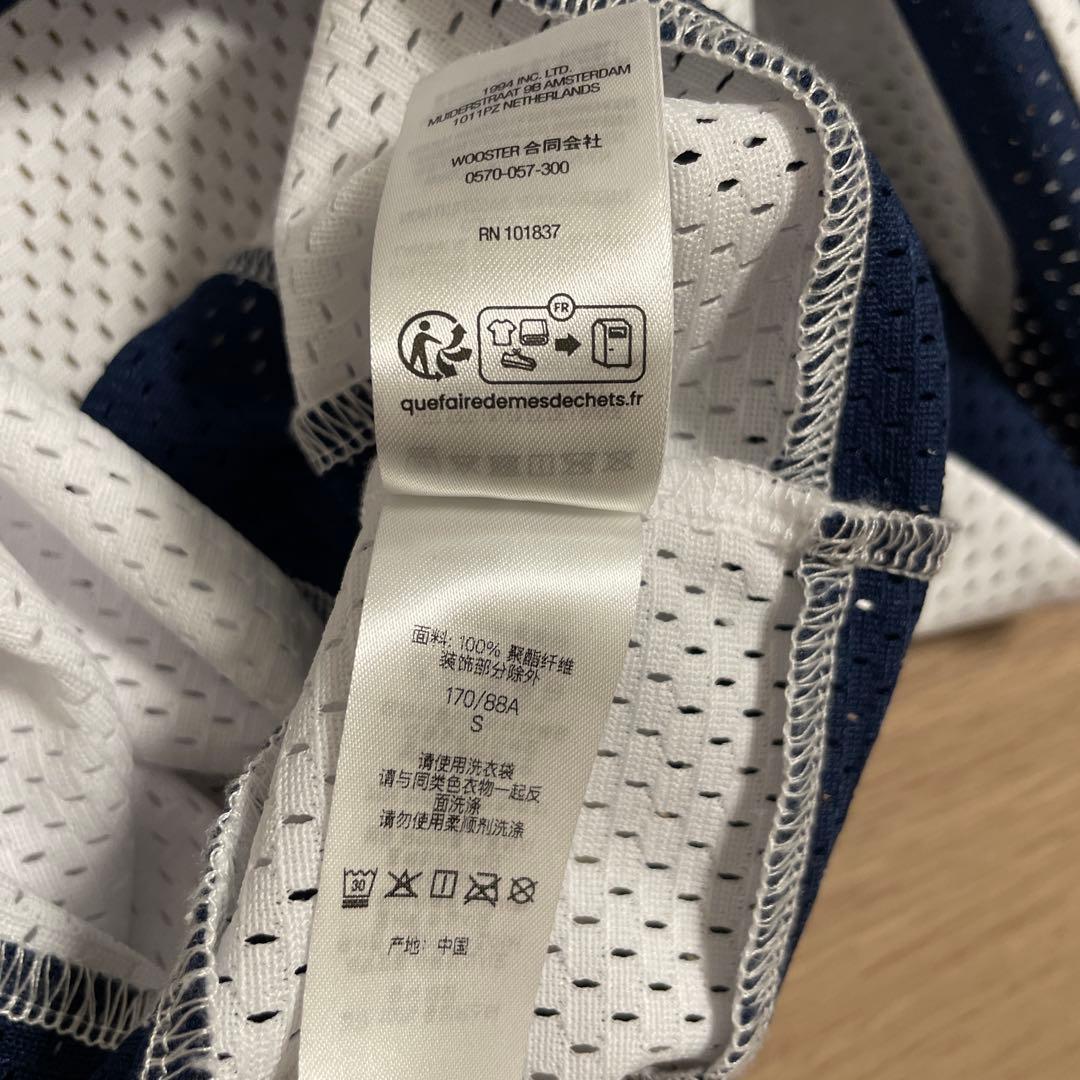 1994 INC. LTD.
MUIDERSTRAAT 9B AMSTERDAM
1011PZ NETHERLANDS
WOOSTER 合同会社
0570-057-300
RN 101837
FR
quefairedemesdechets.fr
面料: 100% 聚酯纤维
装饰部分除外
170/88A
S
请使用洗衣袋
请与同类色衣物一起反
面洗涤
请勿使用柔顺剂洗涤
30
产地: 中国